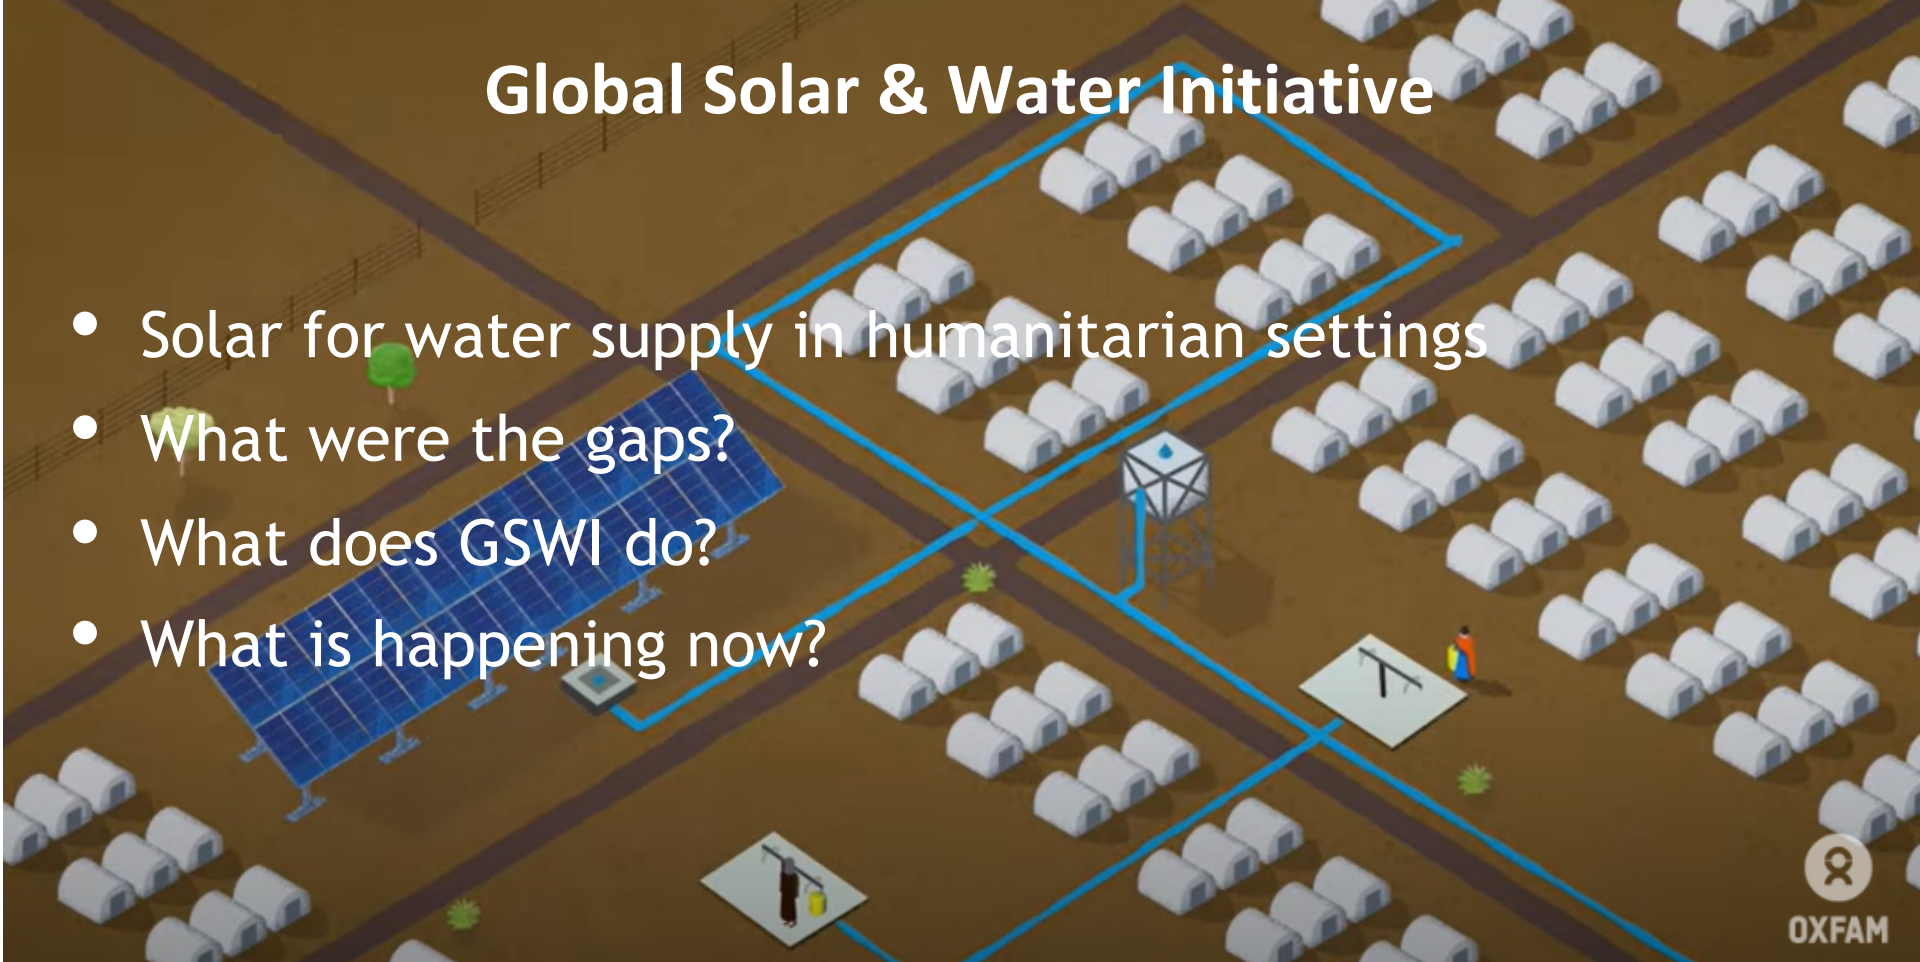 Global Solar & Water Initiative
• Solar for water supply in humanitarian settings
• What were the gaps?
• What does GSWI do?
• What is happening now?
OXFAM